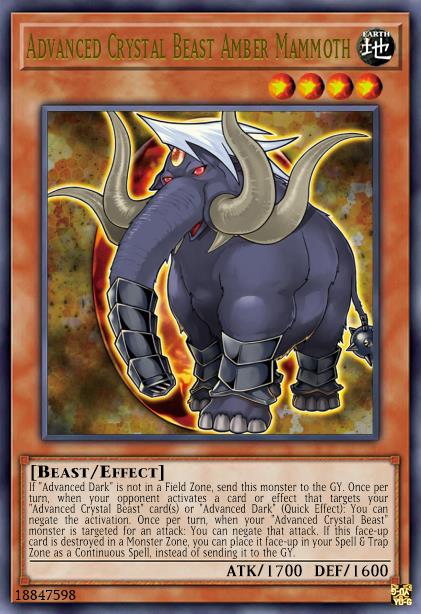 Advanced Crystal Beast Amber Mammoth
EARTH
地
[Beast/Effect]
If "Advanced Dark" is not in a Field Zone, send this monster to the GY. Once per
turn, when your opponent activates a card or effect that targets your
"Advanced Crystal Beast" card(s) or "Advanced Dark" (Quick Effect): You can
negate the activation. Once per turn, when your "Advanced Crystal Beast"
monster is targeted for an attack: You can negate that attack. If this face-up
card is destroyed in a Monster Zone, you can place it face-up in your Spell & Trap
Zone as a Continuous Spell, instead of sending it to the GY.
ATK/1700 DEF/1600
18847598